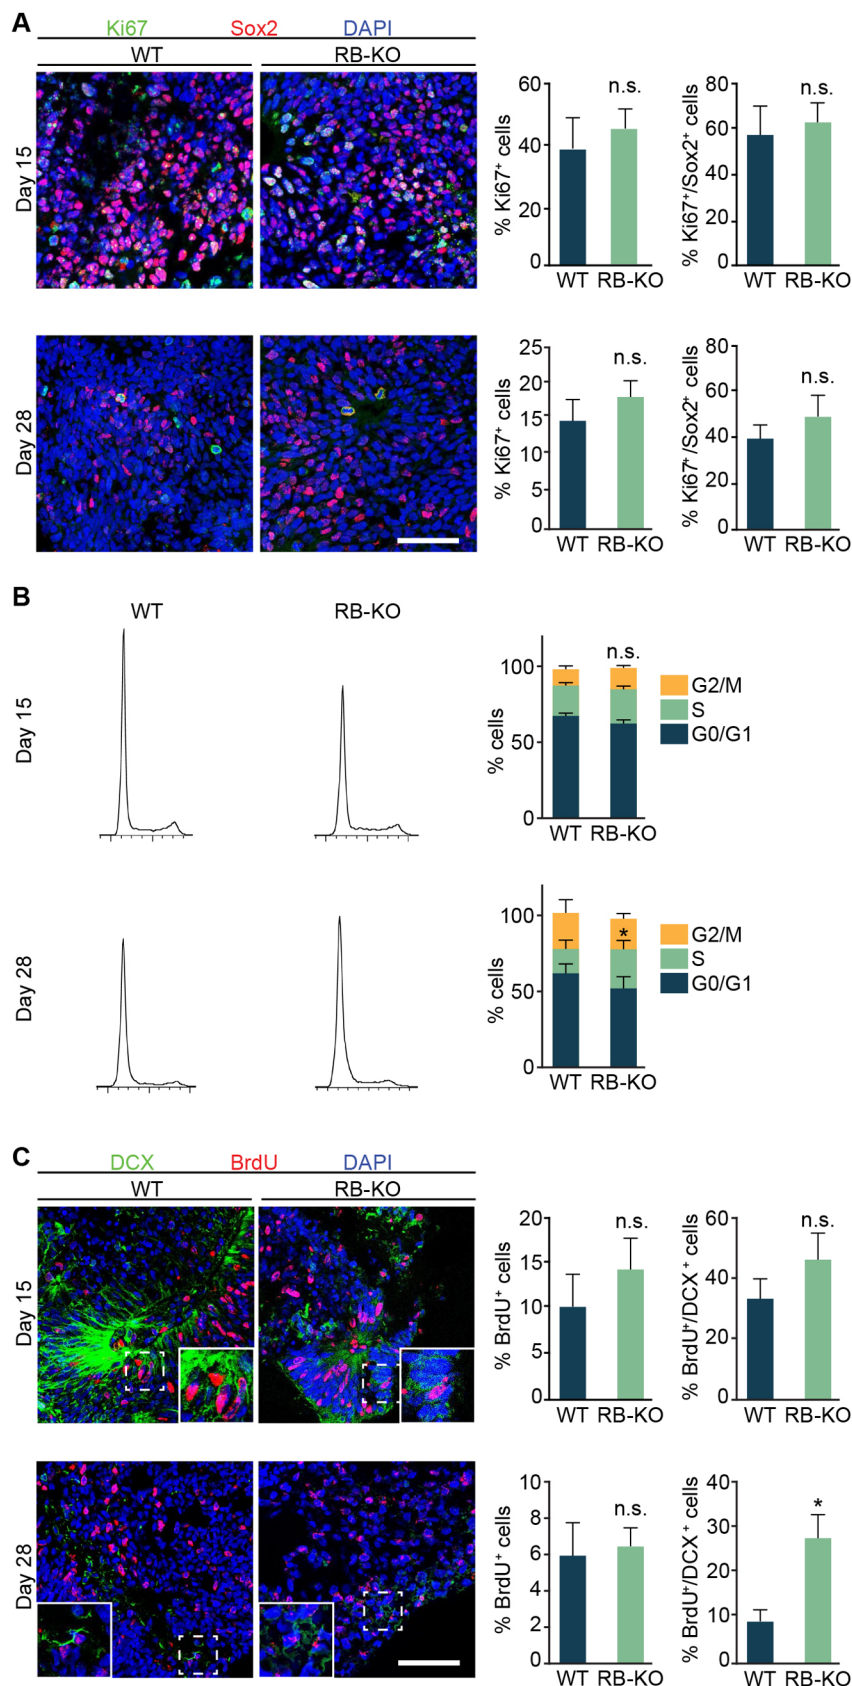 A
Ki67 Sox2 DAPI
WT RB-KO
Day 15
% Ki67⁺ cells
60
40
20
0
n.s.
WT RB-KO
% Ki67⁺/Sox2⁺ cells
80
60
40
20
0
n.s.
WT RB-KO
Day 28
% Ki67⁺ cells
25
20
15
10
5
0
n.s.
WT RB-KO
% Ki67⁺/Sox2⁺ cells
80
60
40
20
0
n.s.
WT RB-KO
B
WT RB-KO
Day 15
% cells
100
50
0
n.s.
WT RB-KO
G2/M
S
G0/G1
Day 28
% cells
100
50
0
*
WT RB-KO
G2/M
S
G0/G1
C
DCX BrdU DAPI
WT RB-KO
Day 15
% BrdU⁺ cells
20
15
10
5
0
n.s.
WT RB-KO
% BrdU⁺/DCX⁺ cells
60
40
20
0
n.s.
WT RB-KO
Day 28
% BrdU⁺ cells
10
8
6
4
2
0
n.s.
WT RB-KO
% BrdU⁺/DCX⁺ cells
40
30
20
10
0
*
WT RB-KO